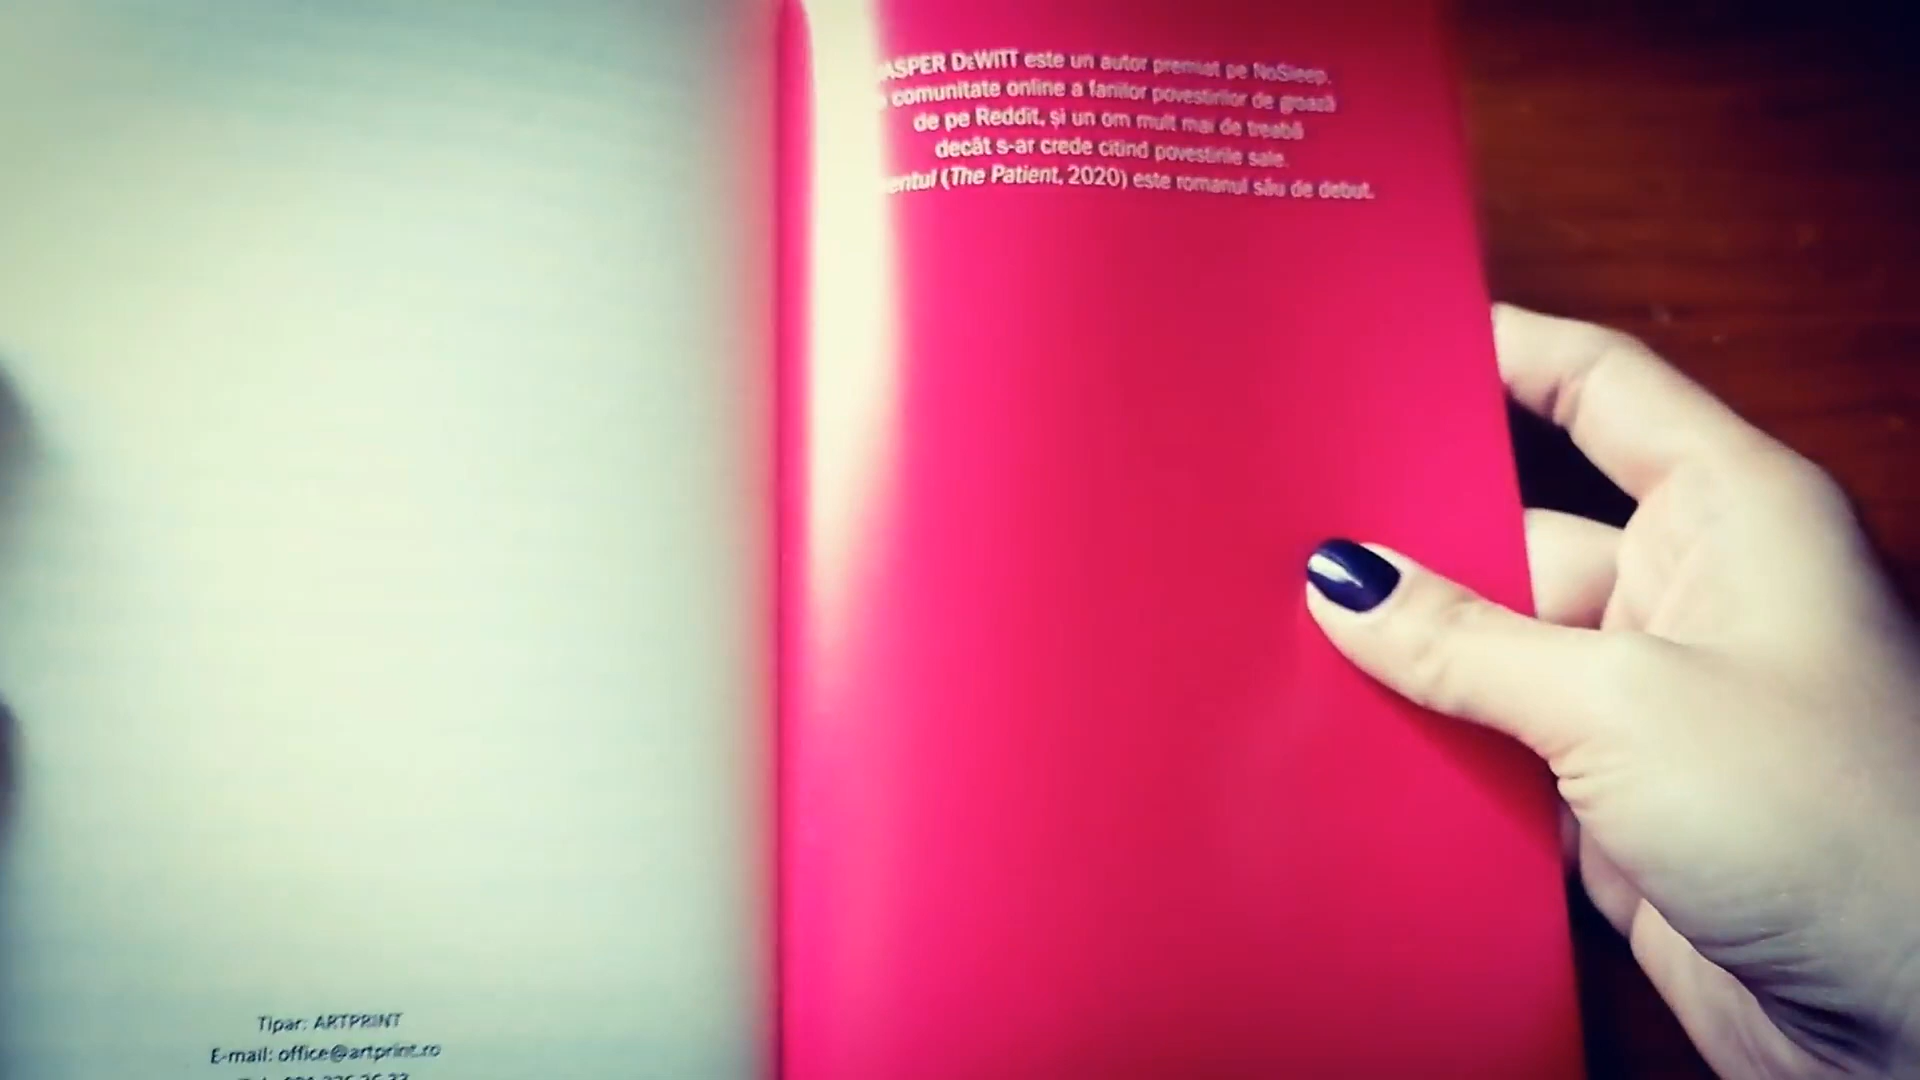 ASPER DEWITT este un autor premiat pe NoSleep,
comunitate online a fanilor povestirilor de groază
de pe Reddit, și un om mult mai de treabă
decât s-ar crede citind povestirile sale.
entul (The Patient, 2020) este romanul său de debut.
Tipar: ARTPRINT
E-mail: office@artprint.ro